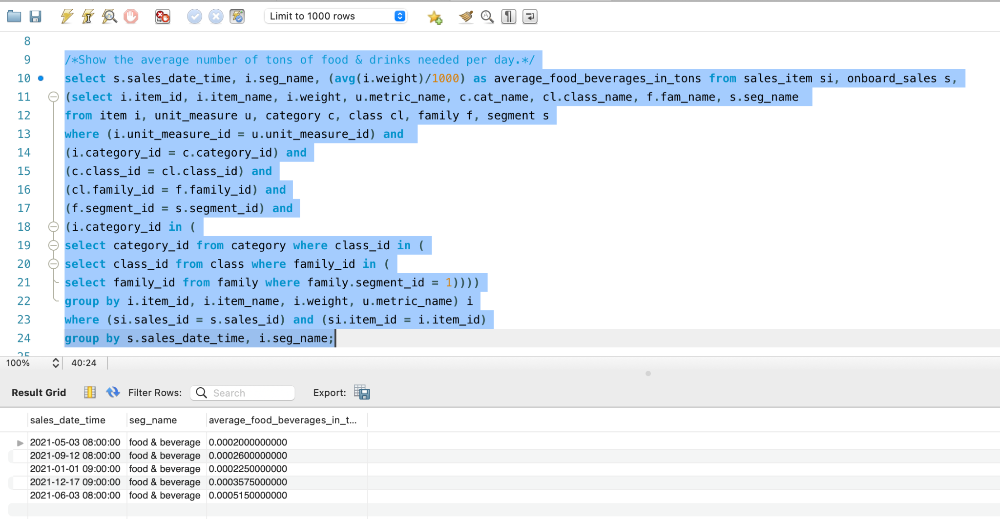 Limit to 1000 rows
8
9 /*Show the average number of tons of food & drinks needed per day.*/
10 select s.sales_date_time, i.seg_name, (avg(i.weight)/1000) as average_food_beverages_in_tons from sales_item si, onboard_sales s,
11 (select i.item_id, i.item_name, i.weight, u.metric_name, c.cat_name, cl.class_name, f.fam_name, s.seg_name
12 from item i, unit_measure u, category c, class cl, family f, segment s
13 where (i.unit_measure_id = u.unit_measure_id) and
14 (i.category_id = c.category_id) and
15 (c.class_id = cl.class_id) and
16 (cl.family_id = f.family_id) and
17 (f.segment_id = s.segment_id) and
18 (i.category_id in (
19 select category_id from category where class_id in (
20 select class_id from class where family_id in (
21 select family_id from family where family.segment_id = 1))))
22 group by i.item_id, i.item_name, i.weight, u.metric_name) i
23 where (si.sales_id = s.sales_id) and (si.item_id = i.item_id)
24 group by s.sales_date_time, i.seg_name;
25
100% 40:24
Result Grid Filter Rows: Search Export:
sales_date_time seg_name average_food_beverages_in_t...
2021-05-03 08:00:00 food & beverage 0.0002000000000
2021-09-12 08:00:00 food & beverage 0.0002600000000
2021-01-01 09:00:00 food & beverage 0.0002250000000
2021-12-17 09:00:00 food & beverage 0.0003575000000
2021-06-03 08:00:00 food & beverage 0.0005150000000